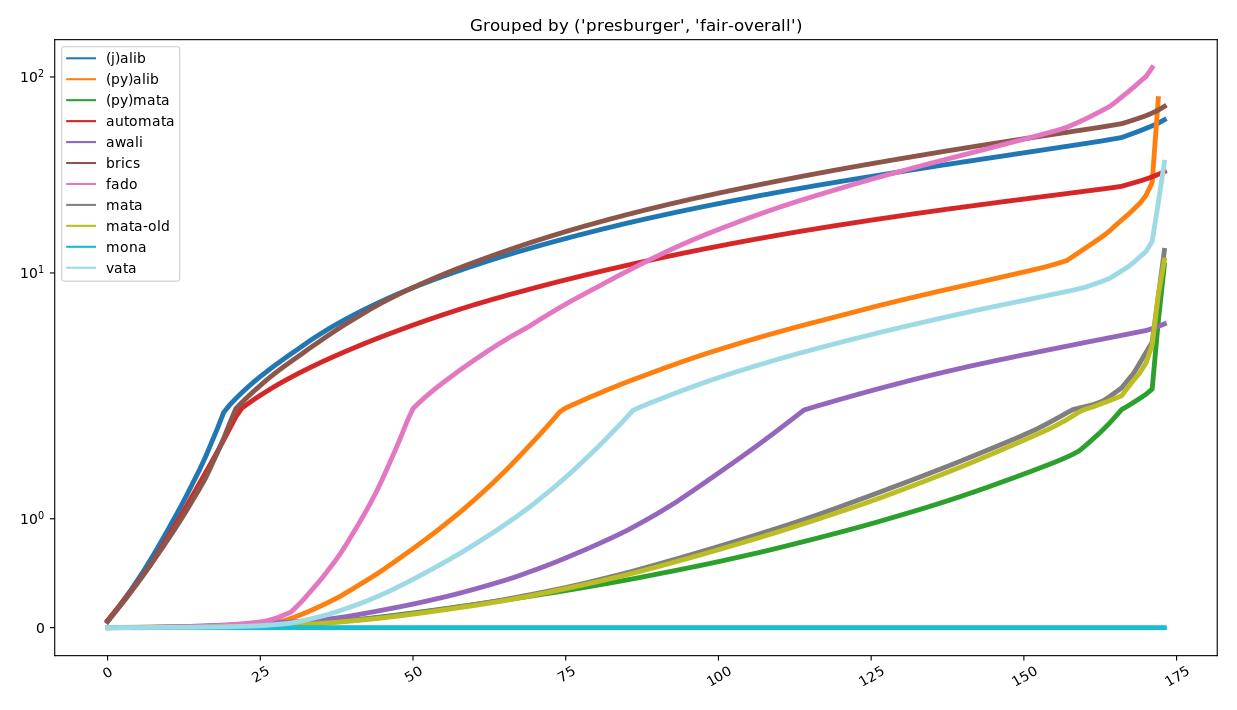 Grouped by ('presburger', 'fair-overall')
(j)alib
(py)alib
(py)mata
automata
awali
brics
fado
mata
mata-old
mona
vata
10²
10¹
10⁰
0
0
25
50
75
100
125
150
175